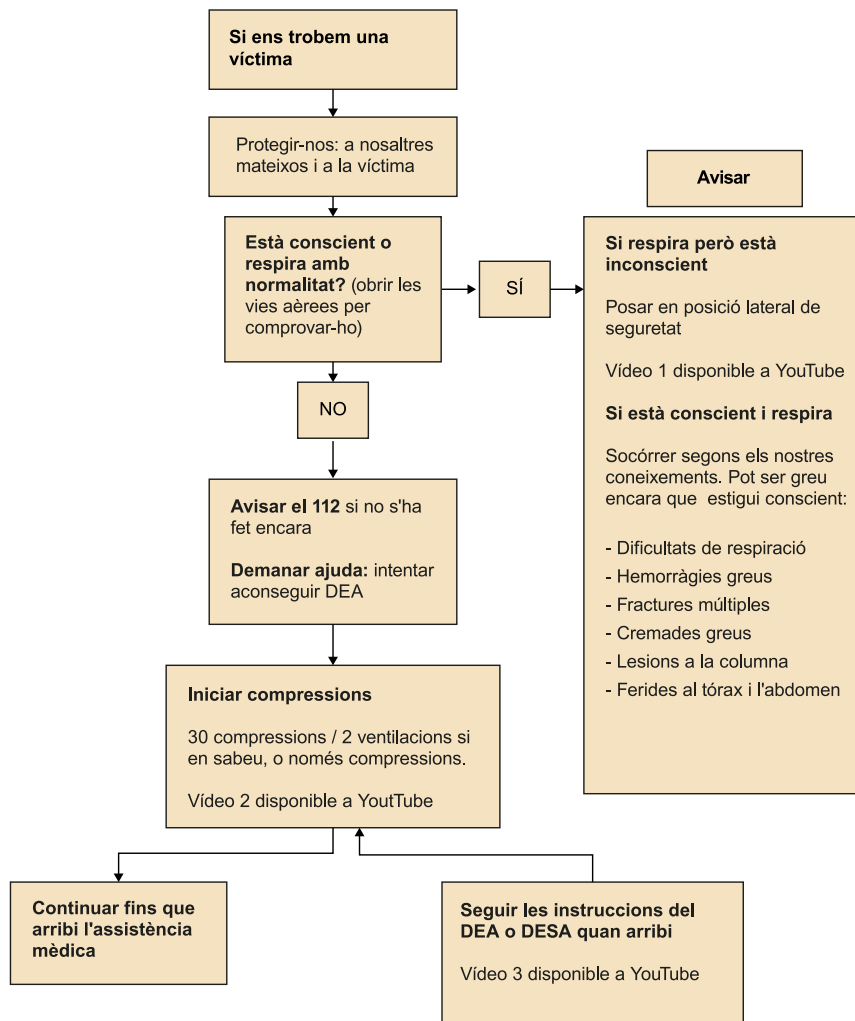 Si ens trobem una
víctima
Protegir-nos: a nosaltres
mateixos i a la víctima
Avisar
Està conscient o
respira amb
normalitat? (obrir les
vies aèrees per
comprovar-ho)
SÍ
Si respira però està
inconscient
Posar en posició lateral de
seguretat
Vídeo 1 disponible a YouTube
Si està conscient i respira
Socórrer segons els nostres
coneixements. Pot ser greu
encara que estigui conscient:
- Dificultats de respiració
- Hemorràgies greus
- Fractures múltiples
- Cremades greus
- Lesions a la columna
- Ferides al tórax i l'abdomen
NO
Avisar el 112 si no s'ha
fet encara
Demanar ajuda: intentar
aconseguir DEA
Iniciar compressions
30 compressions / 2 ventilacions si
en sabeu, o només compressions.
Vídeo 2 disponible a YoutTube
Continuar fins que
arribi l'assistència
mèdica
Seguir les instruccions del
DEA o DESA quan arribi
Vídeo 3 disponible a YouTube